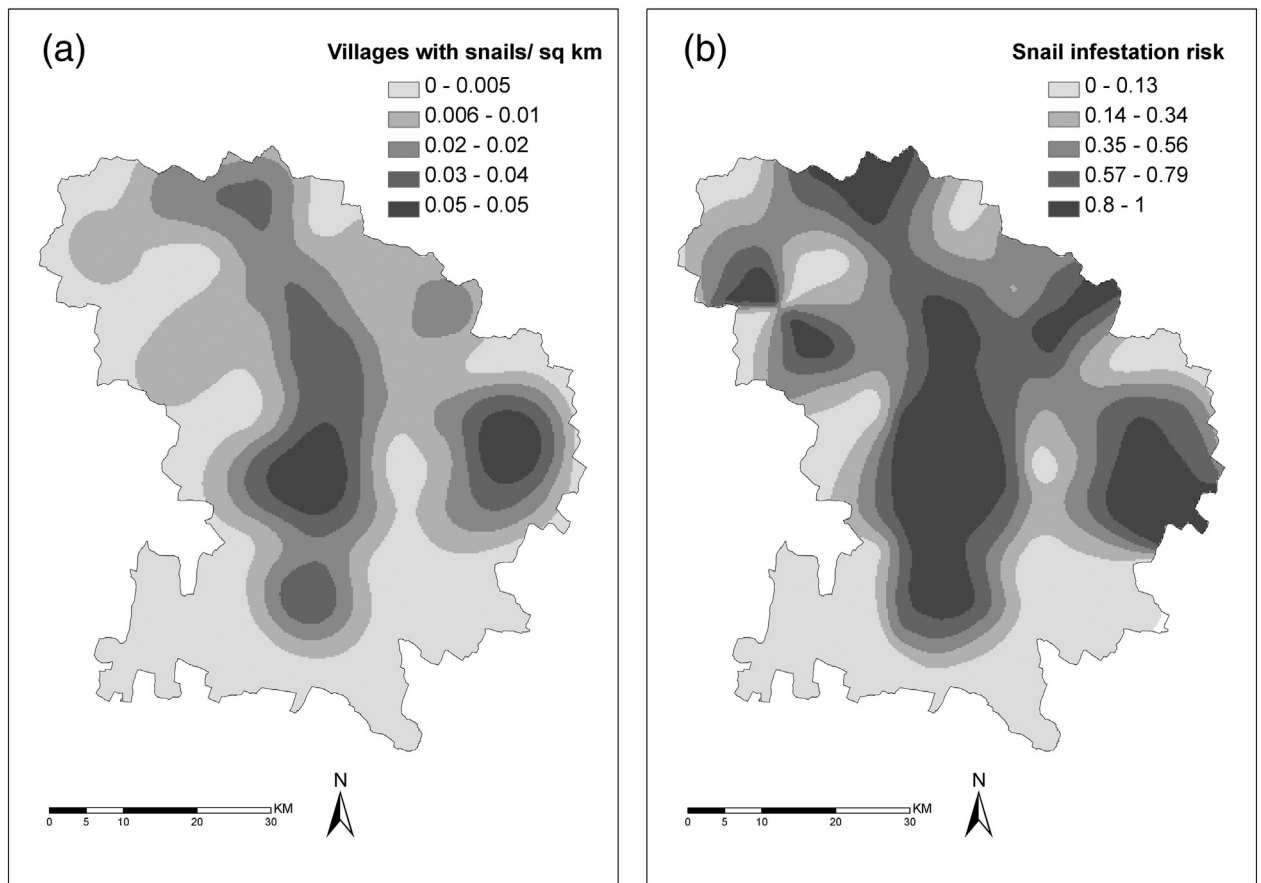 (a)
Villages with snails/ sq km
0 - 0.005
0.006 - 0.01
0.02 - 0.02
0.03 - 0.04
0.05 - 0.05
N
KM
0 5 10 20 30
(b)
Snail infestation risk
0 - 0.13
0.14 - 0.34
0.35 - 0.56
0.57 - 0.79
0.8 - 1
N
KM
0 5 10 20 30